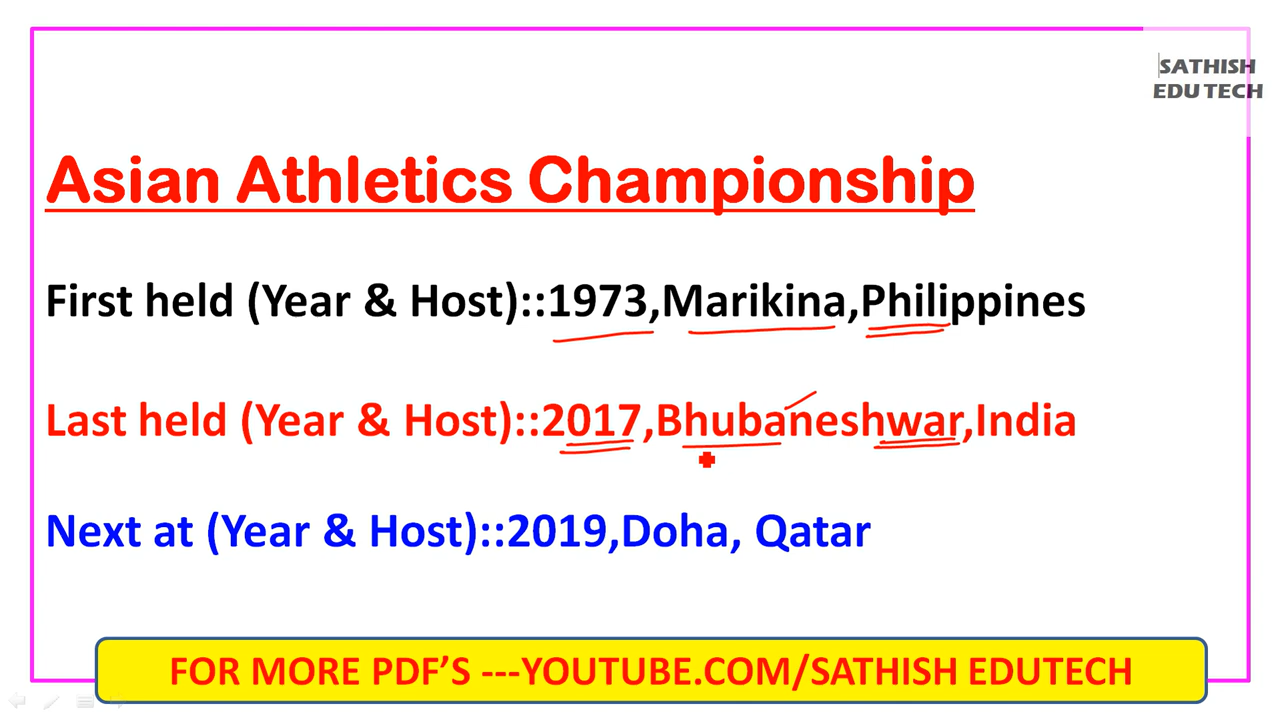 SATHISH
EDUTECH
Asian Athletics Championship
First held (Year & Host)::1973,Marikina,Philippines
Last held (Year & Host)::2017,Bhubaneshwar,India
Next at (Year & Host)::2019,Doha, Qatar
FOR MORE PDF’S ---YOUTUBE.COM/SATHISH EDUTECH